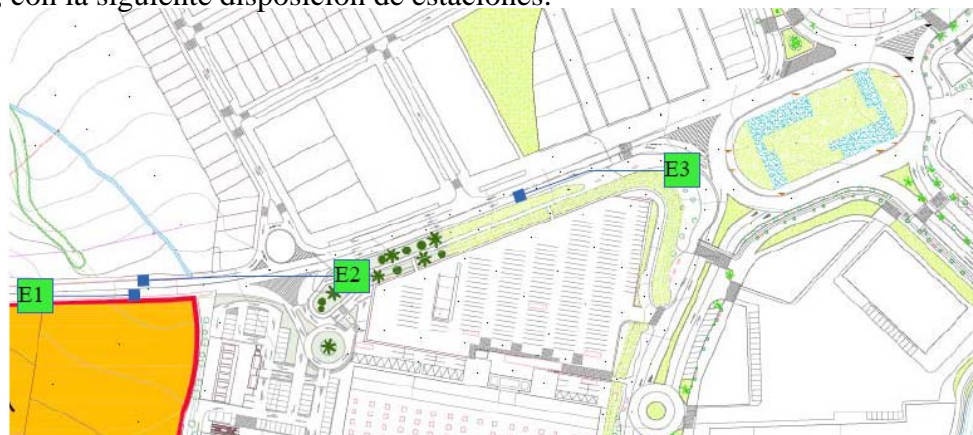 , con la siguiente disposición de estaciones:
E3
E2
E1